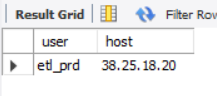 Result Grid Filter Row
user host
etl_prd 38.25.18.20